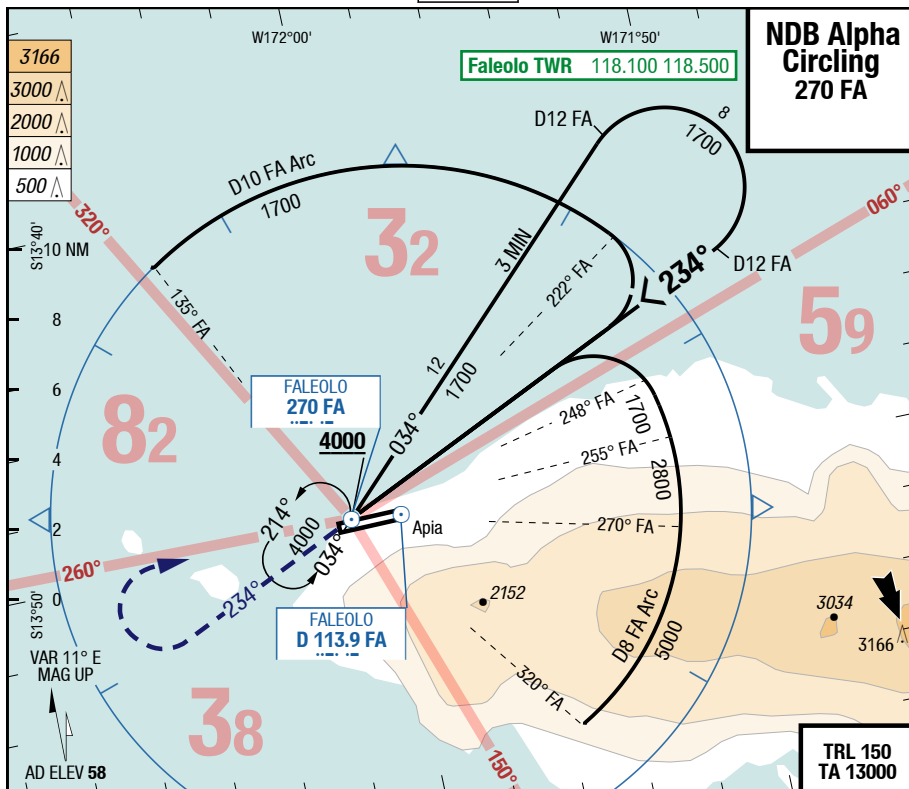 W172°00'
W171°50'
NDB Alpha
Circling
270 FA
Faleolo TWR 118.100 118.500
3166
3000
2000
1000
500
D12 FA
8
1700
D10 FA Arc
1700
320°
060°
S13°40'
10 NM
32
3 MIN
222° FA
234°
D12 FA
59
135° FA
8
12
1700
6
FALEOLO
270 FA
82
4000
034°
248° FA
1700
255° FA
2800
4
214°
4000
034°
270° FA
Apia
2
260°
234°
0
S13°50'
2152
D8 FA Arc
5000
3034
3166
FALEOLO
D 113.9 FA
VAR 11° E
MAG UP
320° FA
38
150°
AD ELEV 58
TRL 150
TA 13000